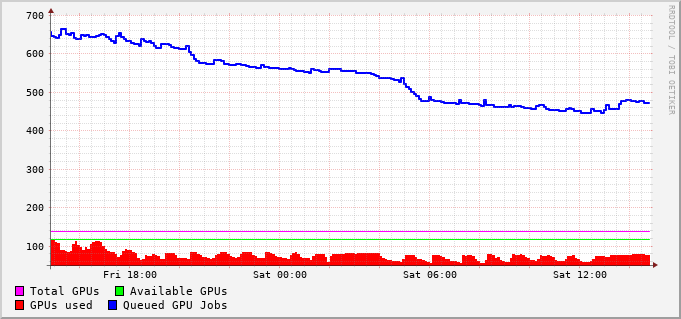 700
600
500
400
300
200
100
Fri 18:00 Sat 00:00 Sat 06:00 Sat 12:00
Total GPUs Available GPUs
GPUs used Queued GPU Jobs
RRDTOOL / TOBI OETIKER